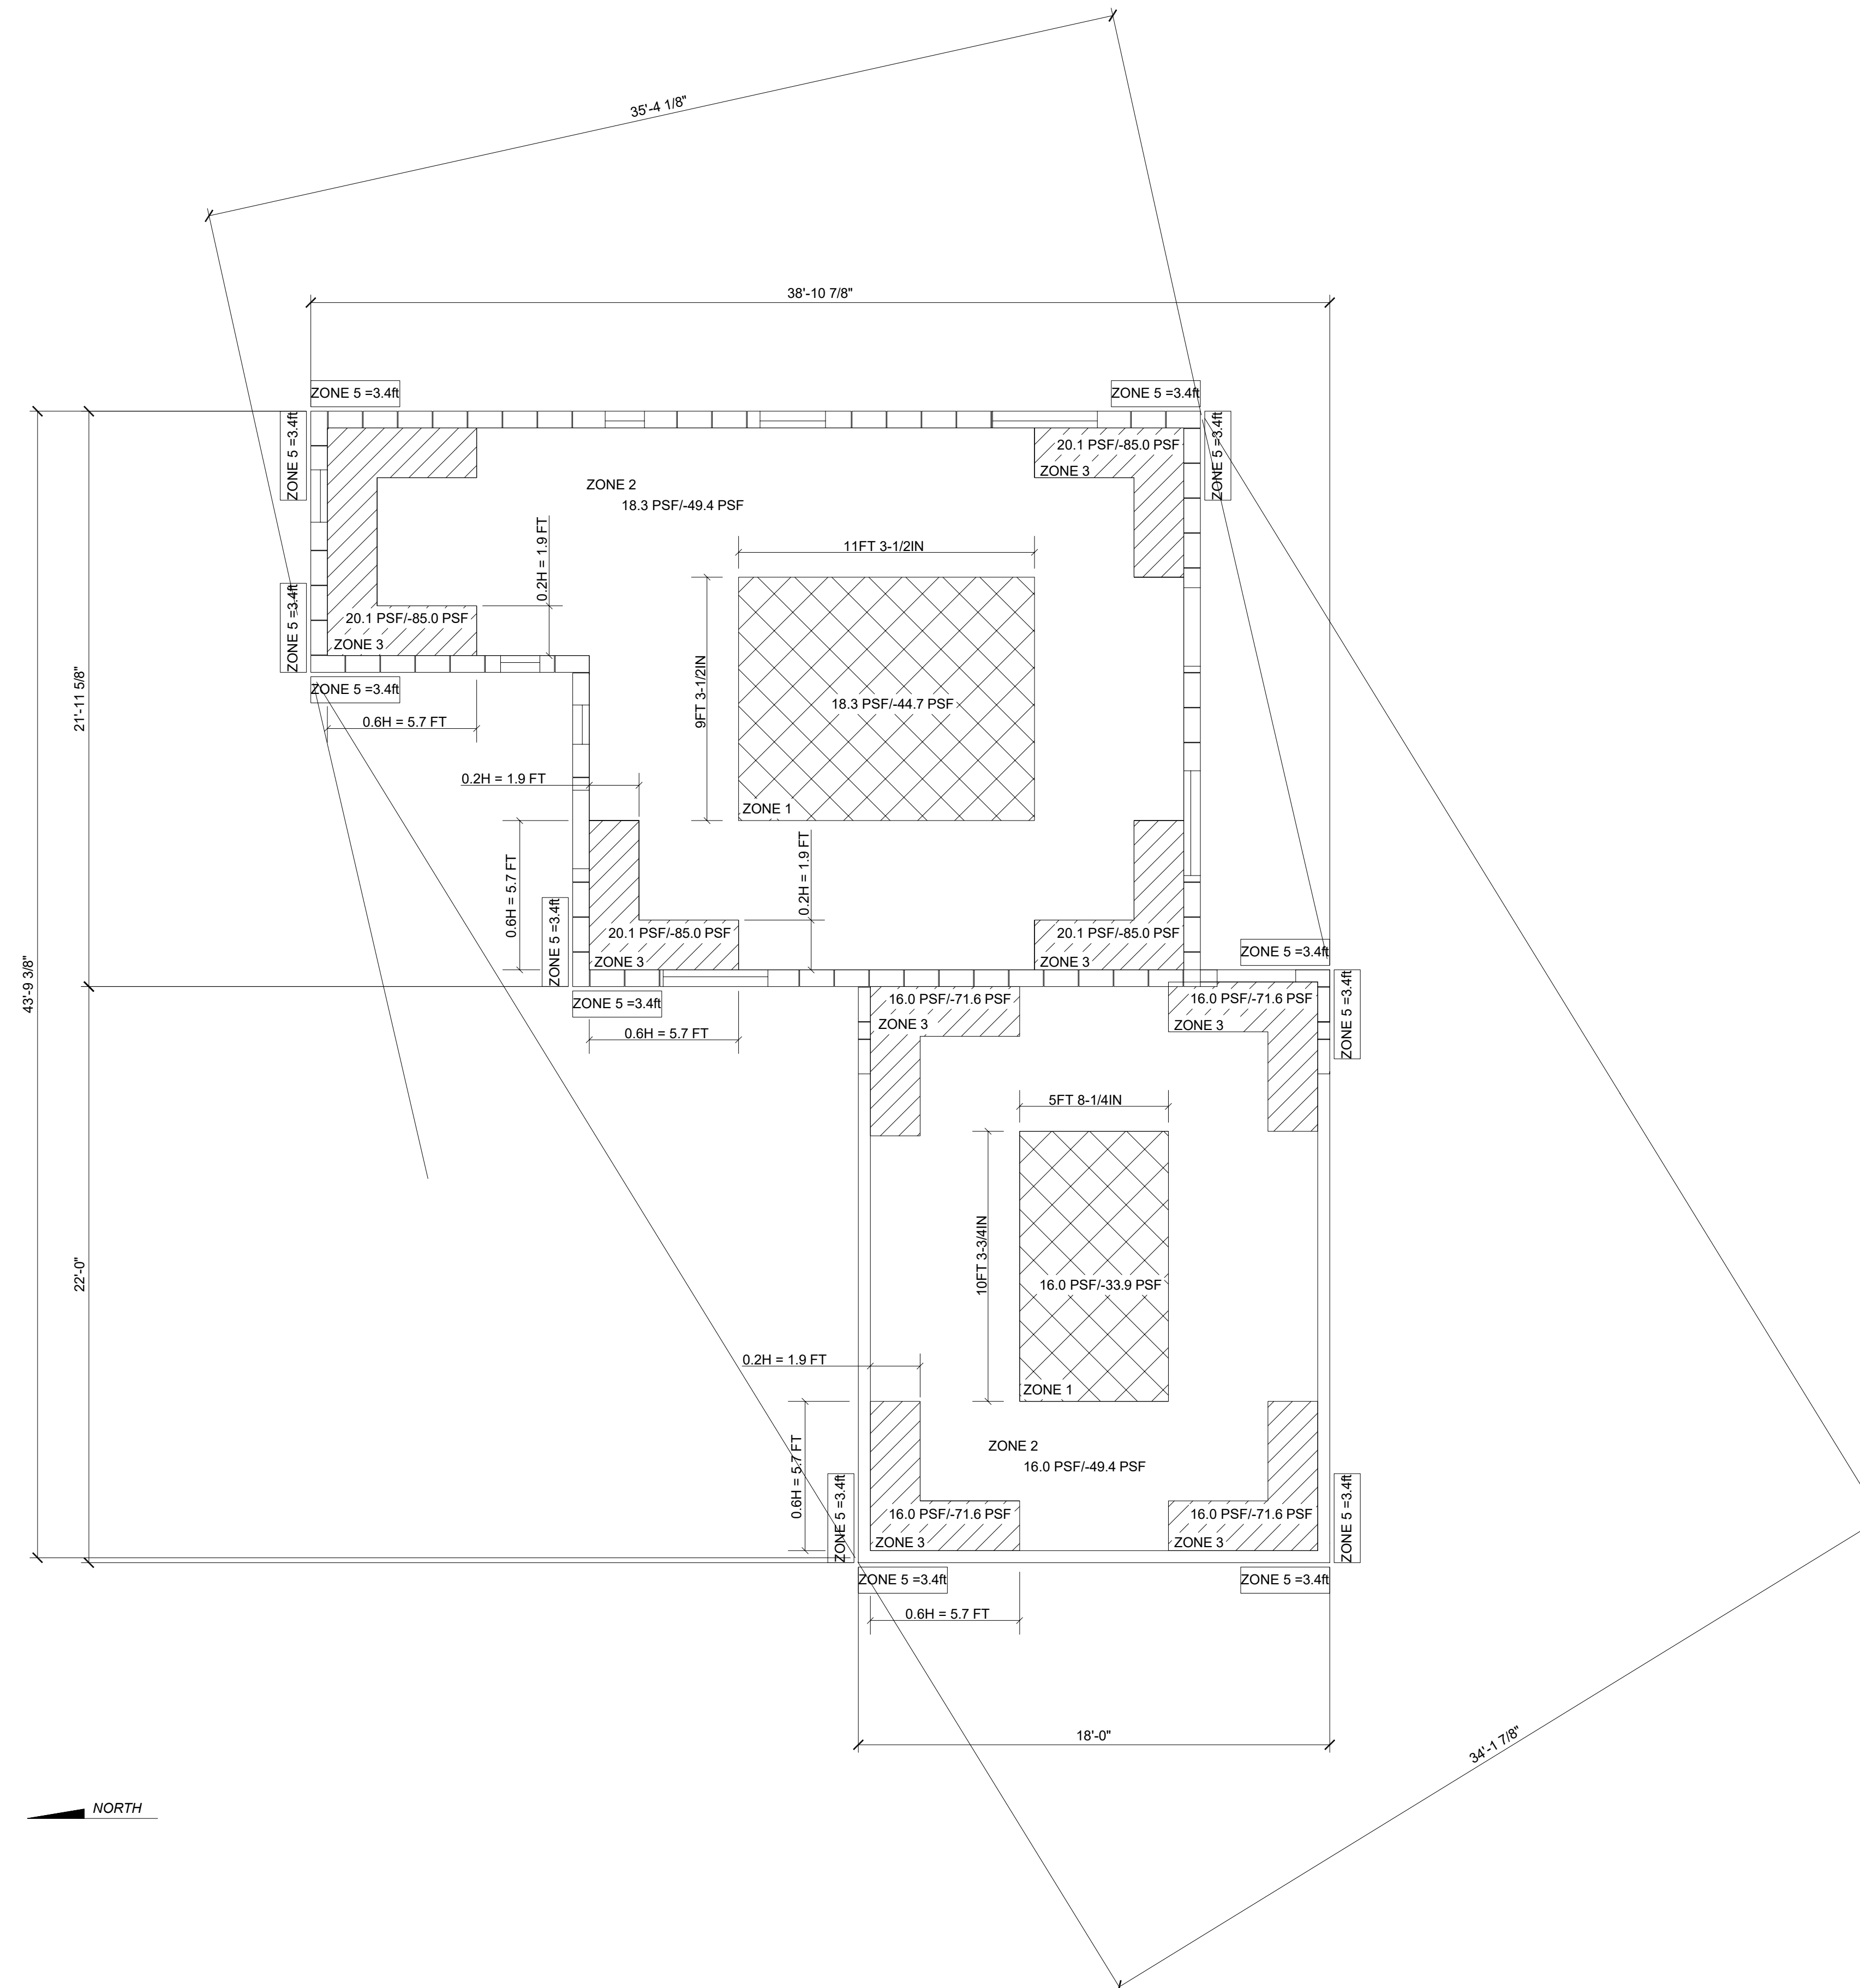 35'-4 1/8"
38'-10 7/8"
ZONE 5 =3.4ft
ZONE 5 =3.4ft
ZONE 5 =3.4ft
ZONE 5 =3.4ft
20.1 PSF/-85.0 PSF
ZONE 3
ZONE 2
18.3 PSF/-49.4 PSF
0.2H = 1.9 FT
11FT 3-1/2IN
ZONE 5 =3.4ft
20.1 PSF/-85.0 PSF
ZONE 3
9FT 3-1/2IN
21'-11 5/8"
ZONE 5 =3.4ft
18.3 PSF/-44.7 PSF
0.6H = 5.7 FT
0.2H = 1.9 FT
ZONE 1
0.6H = 5.7 FT
0.2H = 1.9 FT
ZONE 5 =3.4ft
20.1 PSF/-85.0 PSF
ZONE 3
20.1 PSF/-85.0 PSF
ZONE 3
ZONE 5 =3.4ft
43'-9 3/8"
ZONE 5 =3.4ft
16.0 PSF/-71.6 PSF
ZONE 3
16.0 PSF/-71.6 PSF
ZONE 3
ZONE 5 =3.4ft
0.6H = 5.7 FT
5FT 8-1/4IN
10FT 3-3/4IN
22'-0"
16.0 PSF/-33.9 PSF
0.2H = 1.9 FT
ZONE 1
0.6H = 5.7 FT
ZONE 2
16.0 PSF/-49.4 PSF
ZONE 5 =3.4ft
16.0 PSF/-71.6 PSF
ZONE 3
16.0 PSF/-71.6 PSF
ZONE 3
ZONE 5 =3.4ft
ZONE 5 =3.4ft
ZONE 5 =3.4ft
0.6H = 5.7 FT
18'-0"
34'-1 7/8"
NORTH